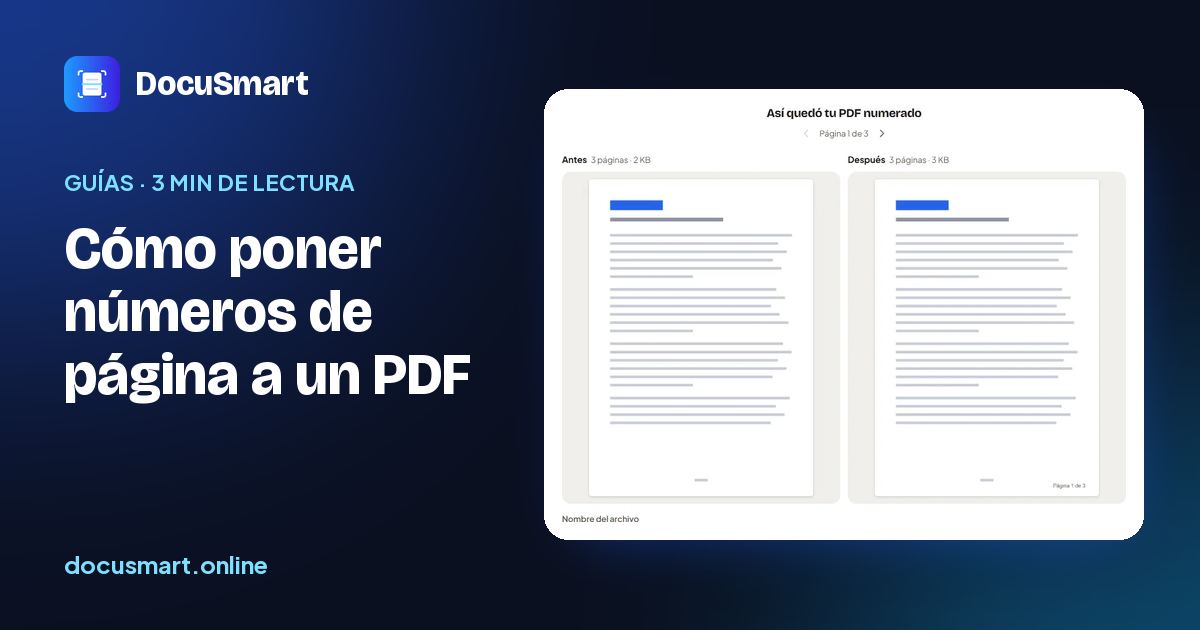 DocuSmart
GUÍAS · 3 MIN DE LECTURA
Cómo poner
números de
página a un PDF
docusmart.online
Así quedó tu PDF numerado
Página 1 de 3
Antes 3 páginas · 2 KB
Después 3 páginas · 3 KB
Página 1 de 3
Nombre del archivo